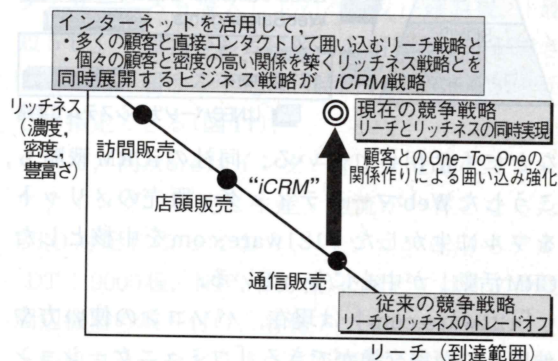 インターネットを活用して，
・多くの顧客と直接コンタクトして囲い込むリーチ戦略と
・個々の顧客と密度の高い関係を築くリッチネス戦略とを
同時展開するビジネス戦略が iCRM戦略
リッチネス
（濃度，
密度，
豊富さ）
訪問販売
店頭販売
通信販売
“iCRM”
現在の競争戦略
リーチとリッチネスの同時実現
顧客とのOne-To-Oneの
関係作りによる囲い込み強化
従来の競争戦略
リーチとリッチネスのトレードオフ
リーチ（到達範囲）